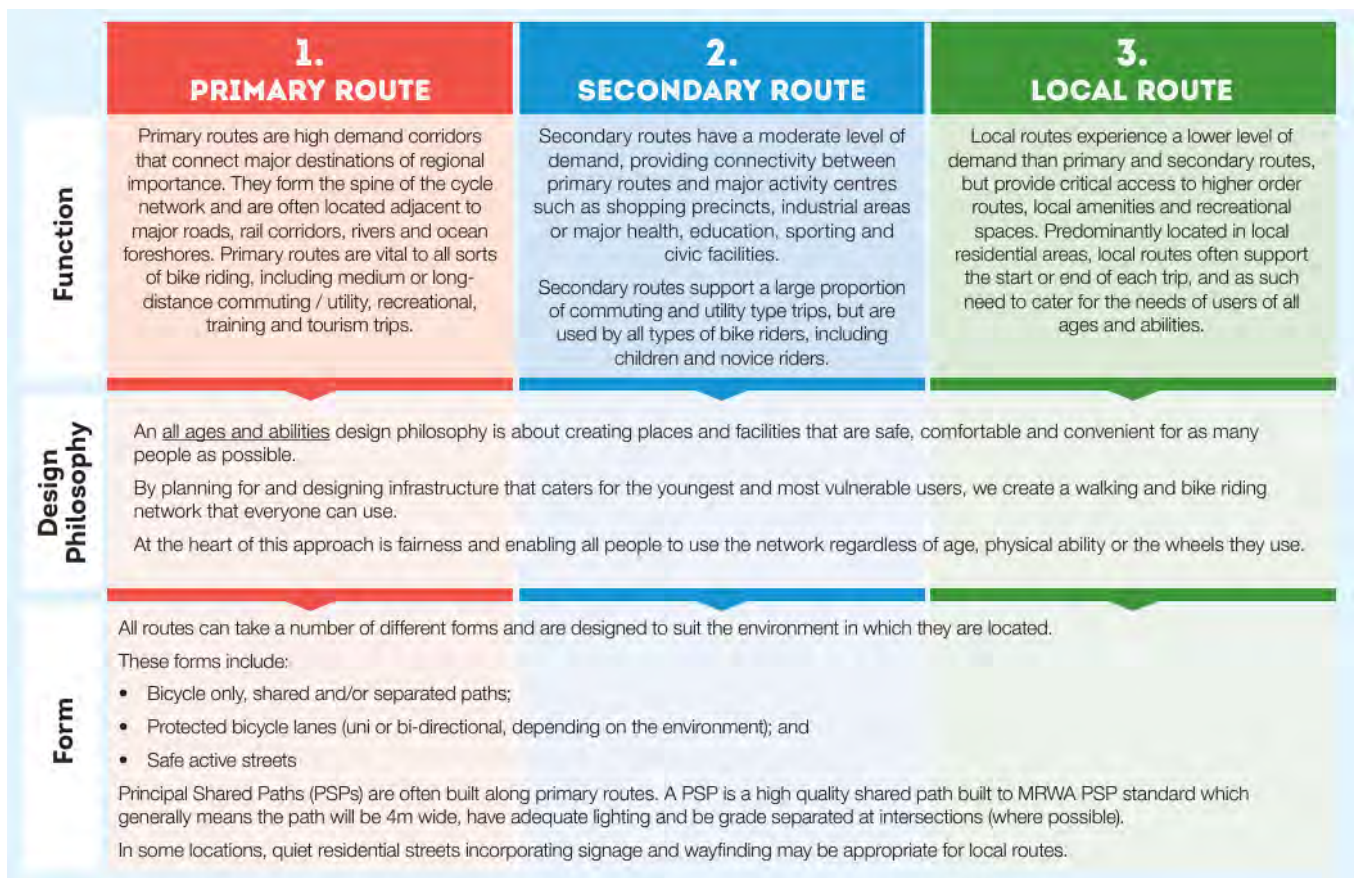 1.
PRIMARY ROUTE
2.
SECONDARY ROUTE
3.
LOCAL ROUTE
Function
Primary routes are high demand corridors
that connect major destinations of regional
importance. They form the spine of the cycle
network and are often located adjacent to
major roads, rail corridors, rivers and ocean
foreshores. Primary routes are vital to all sorts
of bike riding, including medium or long-
distance commuting / utility, recreational,
training and tourism trips.
Secondary routes have a moderate level of
demand, providing connectivity between
primary routes and major activity centres
such as shopping precincts, industrial areas
or major health, education, sporting and
civic facilities.
Secondary routes support a large proportion
of commuting and utility type trips, but are
used by all types of bike riders, including
children and novice riders.
Local routes experience a lower level of
demand than primary and secondary routes,
but provide critical access to higher order
routes, local amenities and recreational
spaces. Predominantly located in local
residential areas, local routes often support
the start or end of each trip, and as such
need to cater for the needs of users of all
ages and abilities.
Design
Philosophy
An all ages and abilities design philosophy is about creating places and facilities that are safe, comfortable and convenient for as many
people as possible.
By planning for and designing infrastructure that caters for the youngest and most vulnerable users, we create a walking and bike riding
network that everyone can use.
At the heart of this approach is fairness and enabling all people to use the network regardless of age, physical ability or the wheels they use.
Form
All routes can take a number of different forms and are designed to suit the environment in which they are located.
These forms include:
• Bicycle only, shared and/or separated paths;
• Protected bicycle lanes (uni or bi-directional, depending on the environment); and
• Safe active streets
Principal Shared Paths (PSPs) are often built along primary routes. A PSP is a high quality shared path built to MRWA PSP standard which
generally means the path will be 4m wide, have adequate lighting and be grade separated at intersections (where possible).
In some locations, quiet residential streets incorporating signage and wayfinding may be appropriate for local routes.